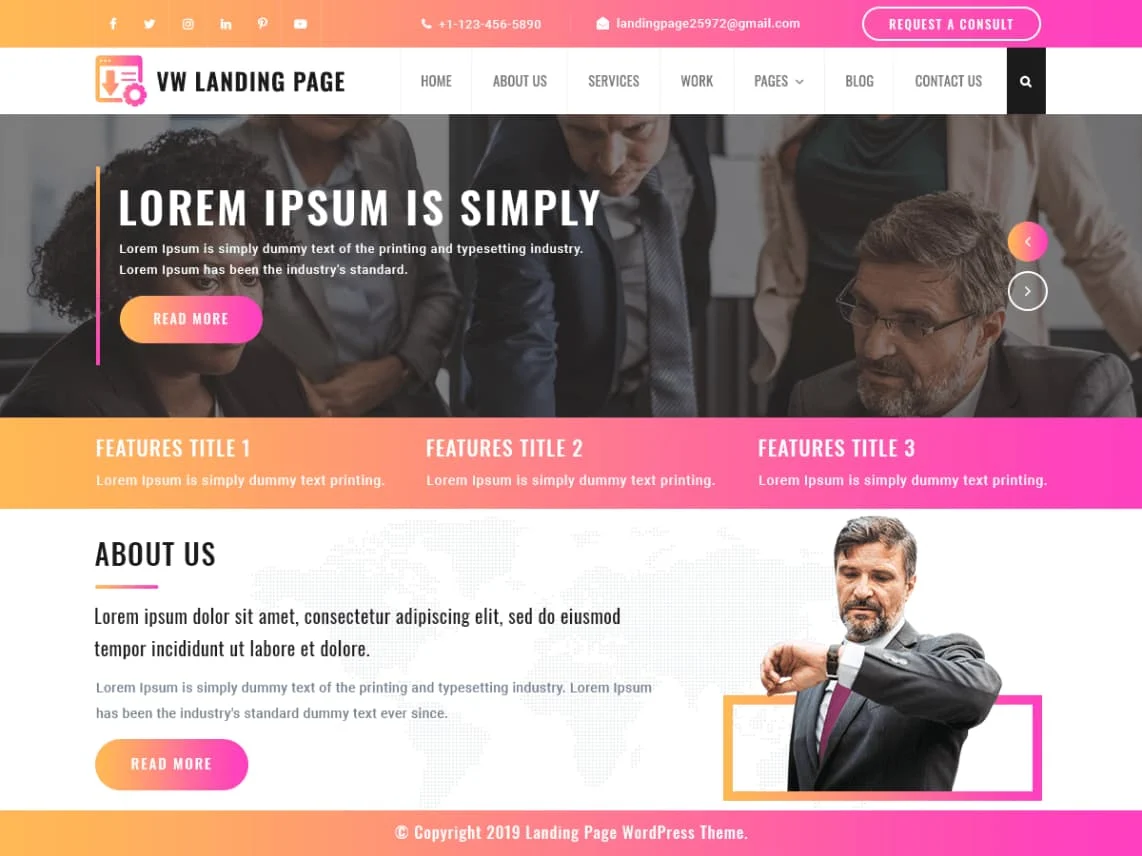 +1-123-456-5890
landingpage25972@gmail.com
REQUEST A CONSULT
VW LANDING PAGE
HOME
ABOUT US
SERVICES
WORK
PAGES
BLOG
CONTACT US
LOREM IPSUM IS SIMPLY
Lorem Ipsum is simply dummy text of the printing and typesetting industry.
Lorem Ipsum has been the industry's standard.
READ MORE
FEATURES TITLE 1
Lorem Ipsum is simply dummy text printing.
FEATURES TITLE 2
Lorem Ipsum is simply dummy text printing.
FEATURES TITLE 3
Lorem Ipsum is simply dummy text printing.
ABOUT US
Lorem ipsum dolor sit amet, consectetur adipiscing elit, sed do eiusmod
tempor incididunt ut labore et dolore.
Lorem Ipsum is simply dummy text of the printing and typesetting industry. Lorem Ipsum
has been the industry's standard dummy text ever since.
READ MORE
© Copyright 2019 Landing Page WordPress Theme.